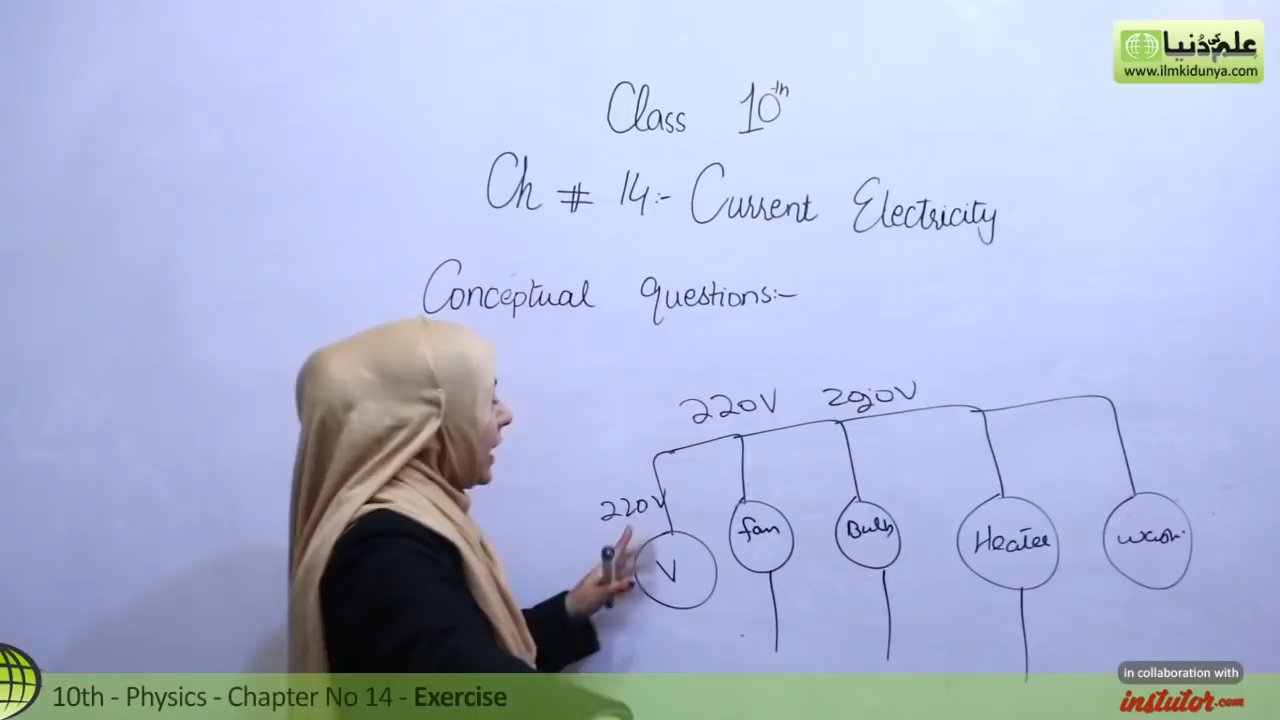 علم کی دنیا
www.ilmkidunya.com
Class 10th
Ch # 14:- Current Electricity
Conceptual questions:-
220V 220V
220V
V fan Bulb Heater wash.
in collaboration with
10th - Physics - Chapter No 14 - Exercise
instutor.com